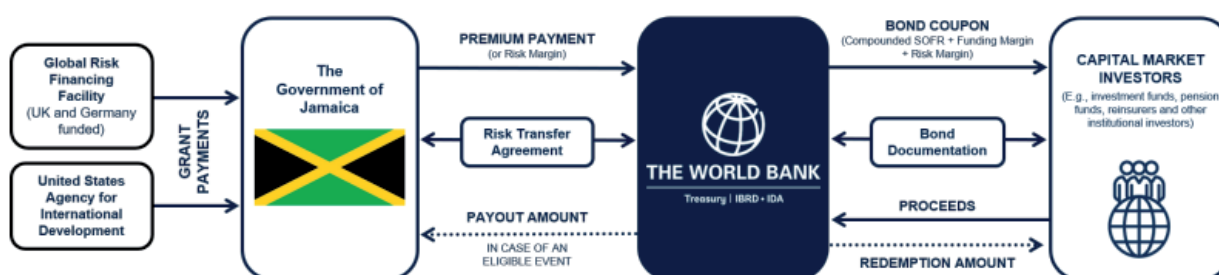 Global Risk
Financing
Facility
(UK and Germany
funded)
United States
Agency for
International
Development
GRANT
PAYMENTS
The
Government of
Jamaica
PREMIUM PAYMENT
(or Risk Margin)
Risk Transfer
Agreement
PAYOUT AMOUNT
IN CASE OF AN
ELIGIBLE EVENT
THE WORLD BANK
Treasury | IBRD • IDA
BOND COUPON
(Compounded SOFR + Funding Margin
+ Risk Margin)
Bond
Documentation
PROCEEDS
REDEMPTION AMOUNT
CAPITAL MARKET
INVESTORS
(E.g., investment funds, pension
funds, reinsurers and other
institutional investors)